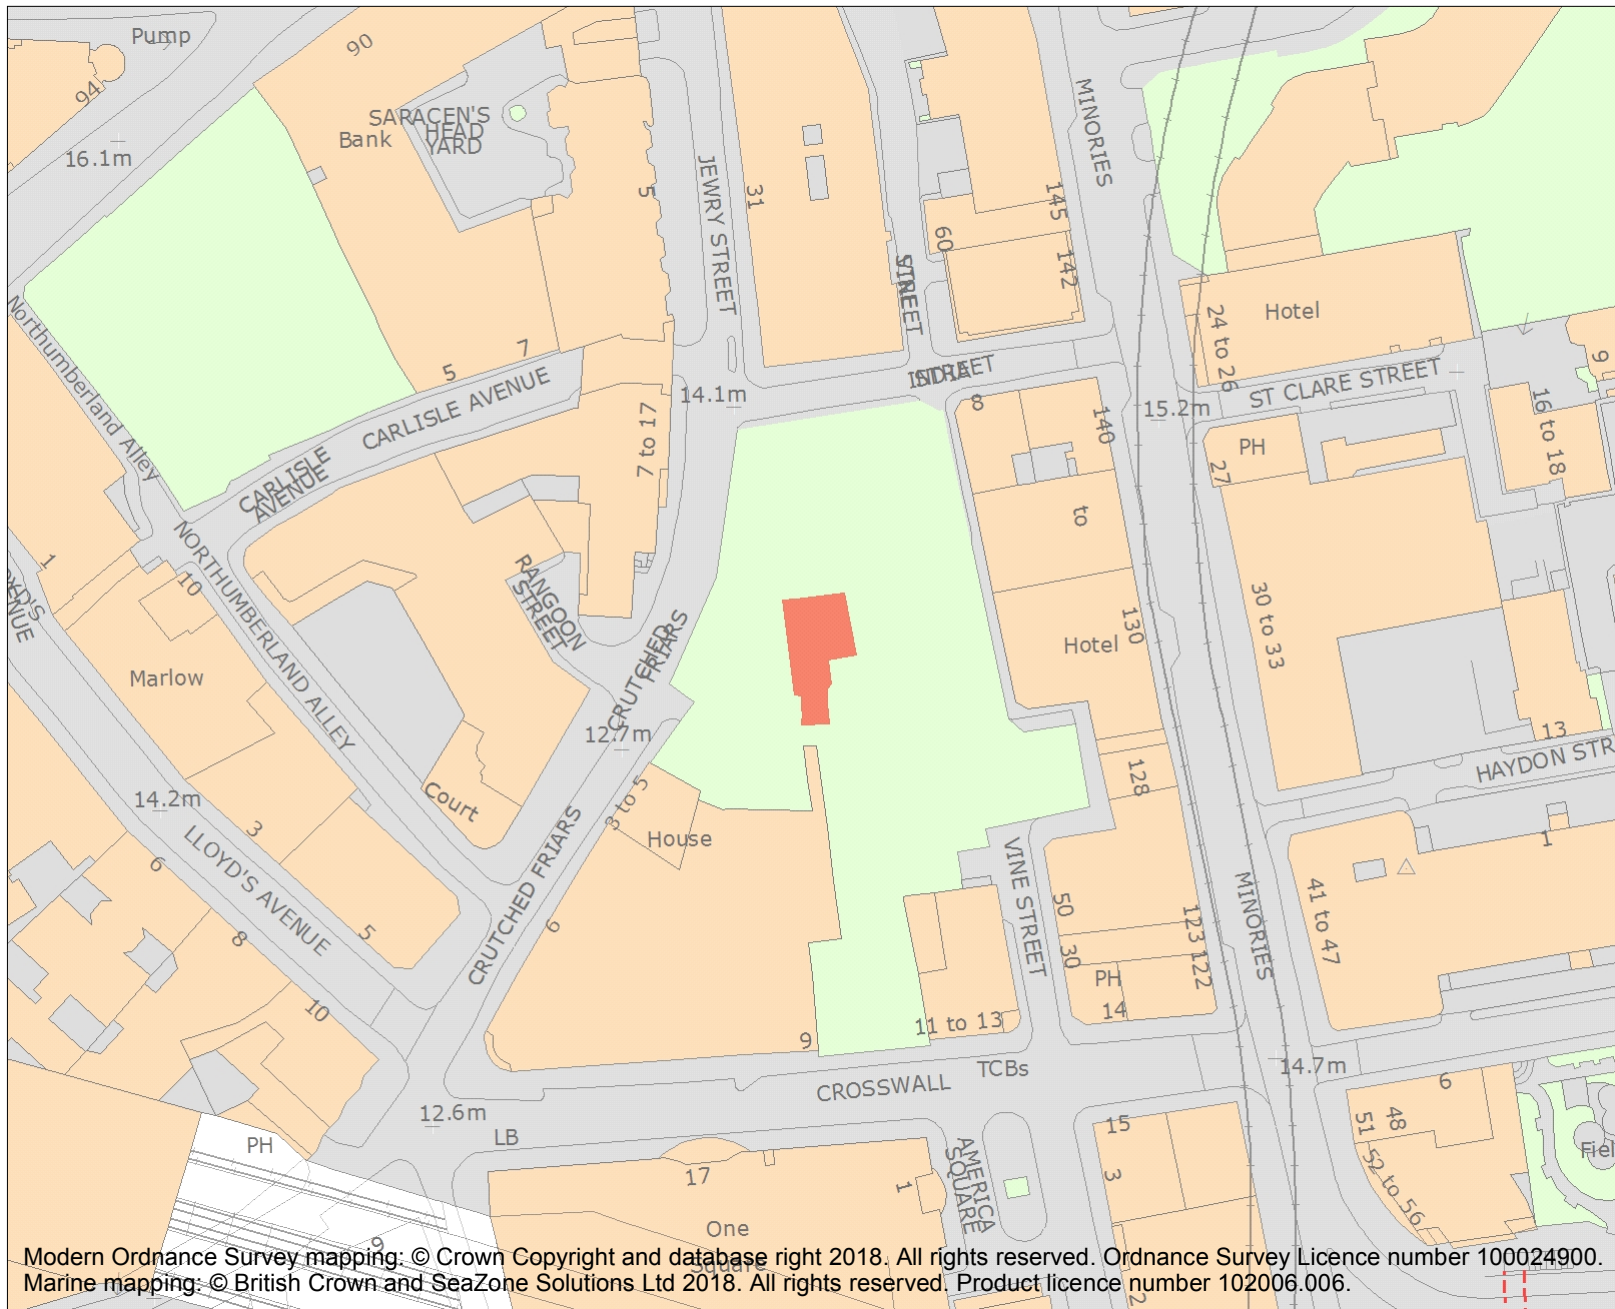 Pump
90
94
SARACEN'S
HEAD
YARD
Bank
16.1m
5
JEWRY STREET
31
MINORIES
145
60
142
VINE
STREET
Hotel
24 to 26
Northumberland Alley
5
7
CARLISLE AVENUE
INDIA
STREET
14.1m
8
15.2m
ST CLARE STREET
9
140
PH
27
16 to 18
7 to 17
CARLISLE
AVENUE
to
1
10
NORTHUMBERLAND ALLEY
RANGOON
STREET
CRUTCHED
FRIARS
130
Hotel
30 to 33
Marlow
12.7m
13
HAYDON STR
128
14.2m
Court
3 to 5
House
3
LLOYD'S AVENUE
6
1
VINE STREET
MINORIES
41 to 47
50
123
CRUTCHED FRIARS
6
5
8
30
PH
122
14
10
9
11 to 13
TCBs
CROSSWALL
14.7m
6
12.6m
LB
PH
15
51
48
AMERICA
SQUARE
Fiel
17
1
3
52 to 56
One
Square
9
2
Modern Ordnance Survey mapping: © Crown Copyright and database right 2018. All rights reserved. Ordnance Survey Licence number 100024900.
Marine mapping: © British Crown and SeaZone Solutions Ltd 2018. All rights reserved. Product licence number 102006.006.